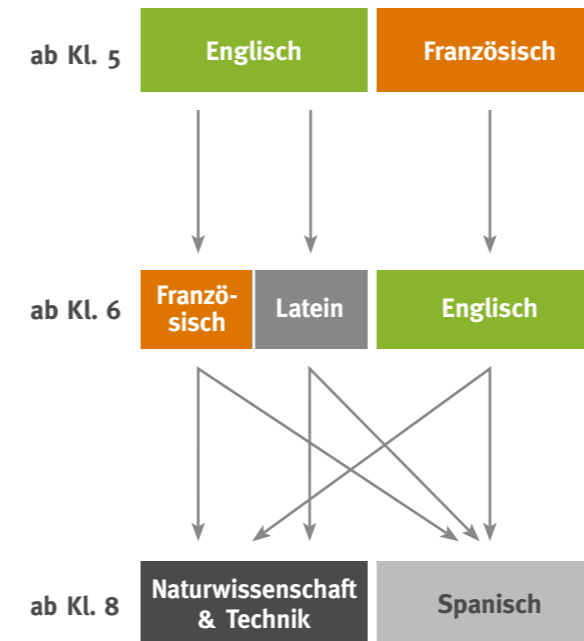 ab Kl. 5
Englisch
Französisch
ab Kl. 6
Franzö-
sisch
Latein
Englisch
ab Kl. 8
Naturwissenschaft
& Technik
Spanisch